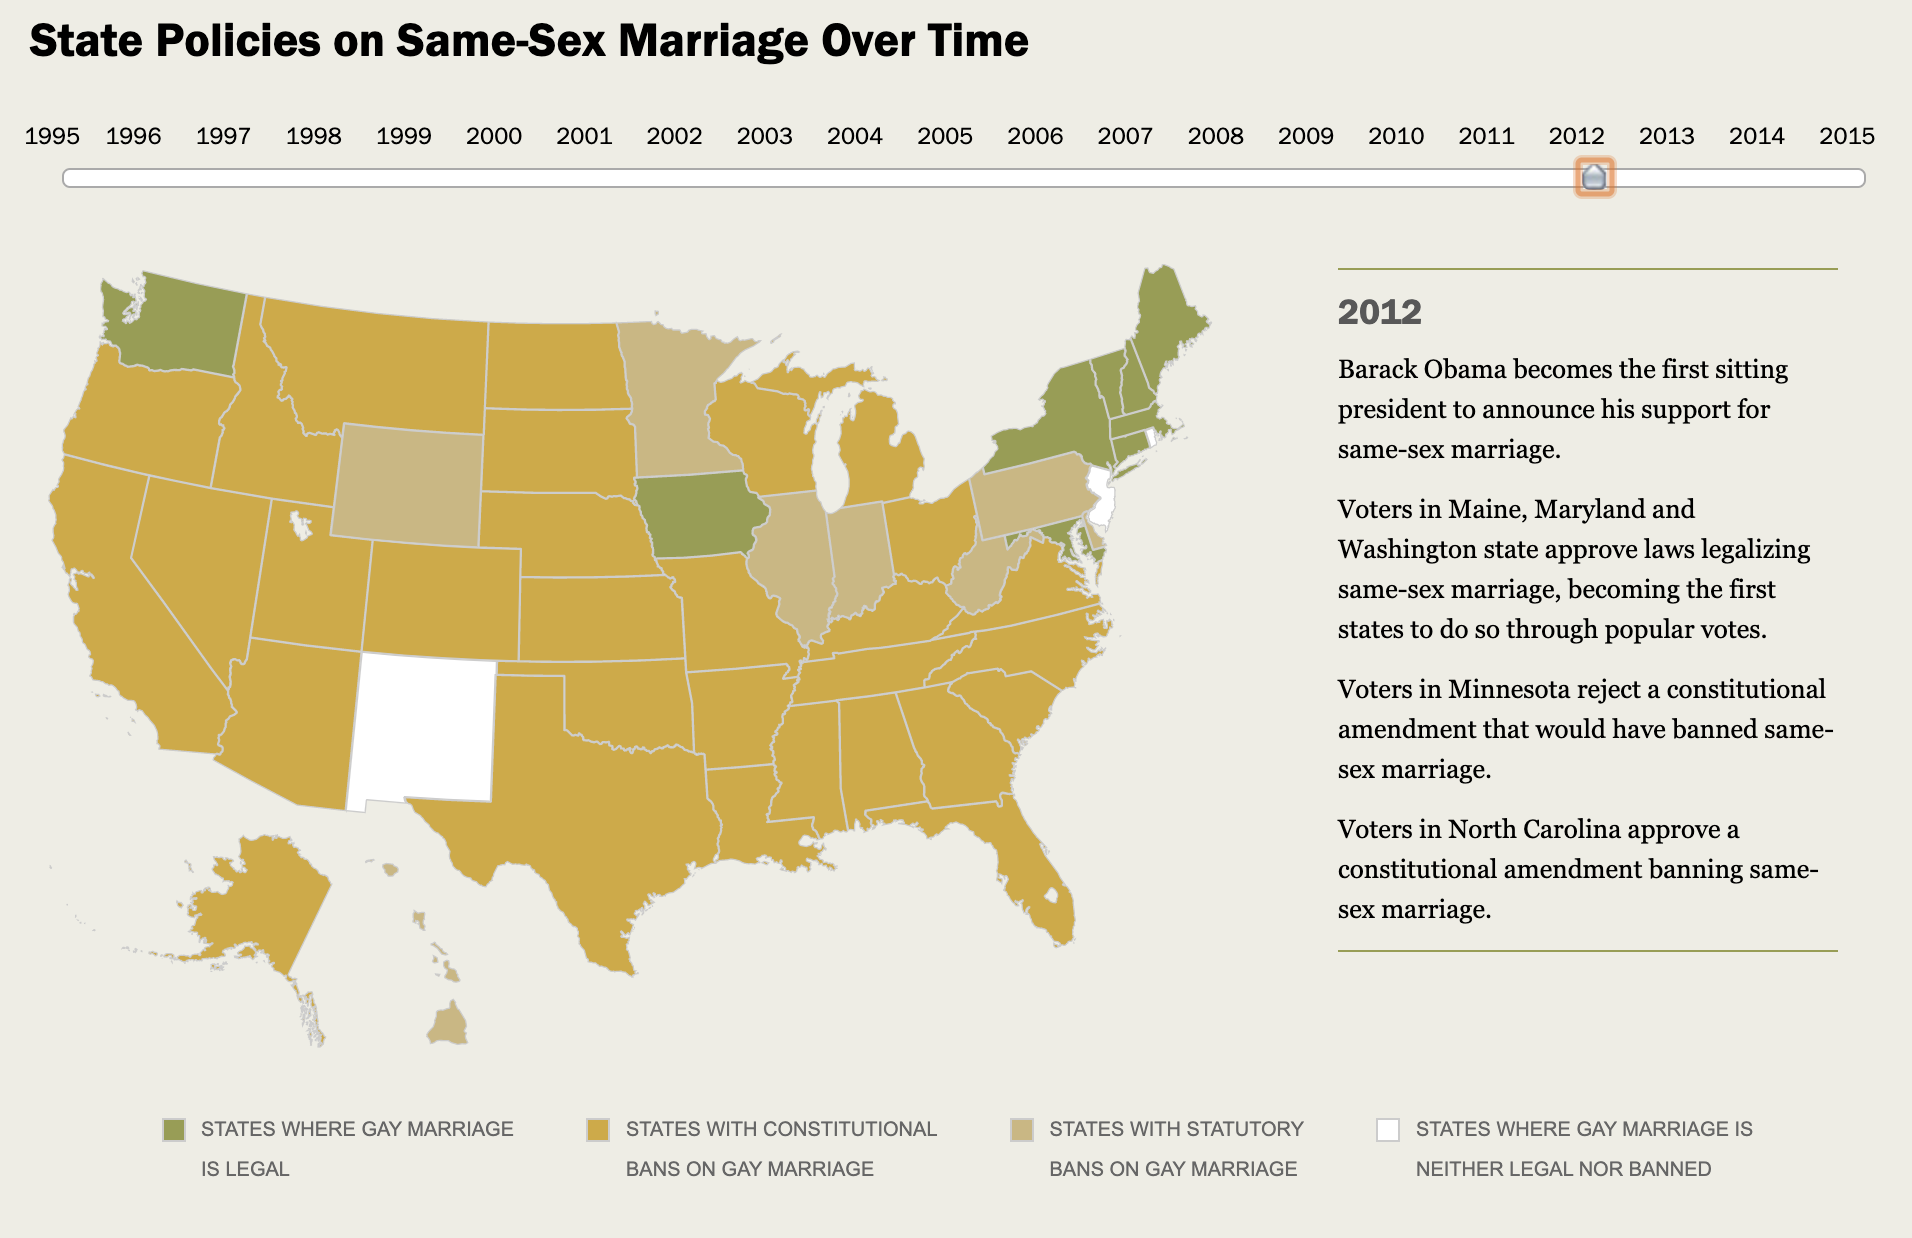 State Policies on Same-Sex Marriage Over Time
1995 1996 1997 1998 1999 2000 2001 2002 2003 2004 2005 2006 2007 2008 2009 2010 2011 2012 2013 2014 2015
2012
Barack Obama becomes the first sitting
president to announce his support for
same-sex marriage.
Voters in Maine, Maryland and
Washington state approve laws legalizing
same-sex marriage, becoming the first
states to do so through popular votes.
Voters in Minnesota reject a constitutional
amendment that would have banned same-
sex marriage.
Voters in North Carolina approve a
constitutional amendment banning same-
sex marriage.
STATES WHERE GAY MARRIAGE
IS LEGAL
STATES WITH CONSTITUTIONAL
BANS ON GAY MARRIAGE
STATES WITH STATUTORY
BANS ON GAY MARRIAGE
STATES WHERE GAY MARRIAGE IS
NEITHER LEGAL NOR BANNED